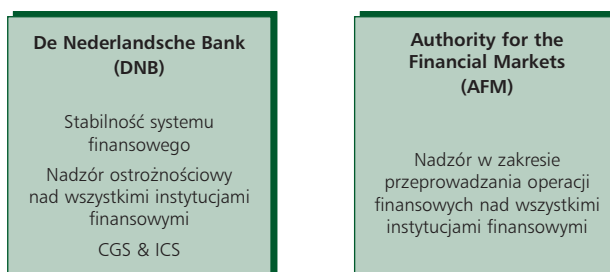 De Nederlandsche Bank
(DNB)
Stabilność systemu
finansowego
Nadzór ostrożnościowy
nad wszystkimi instytucjami
finansowymi
CGS & ICS
Authority for the
Financial Markets
(AFM)
Nadzór w zakresie
przeprowadzania operacji
finansowych nad wszystkimi
instytucjami finansowymi